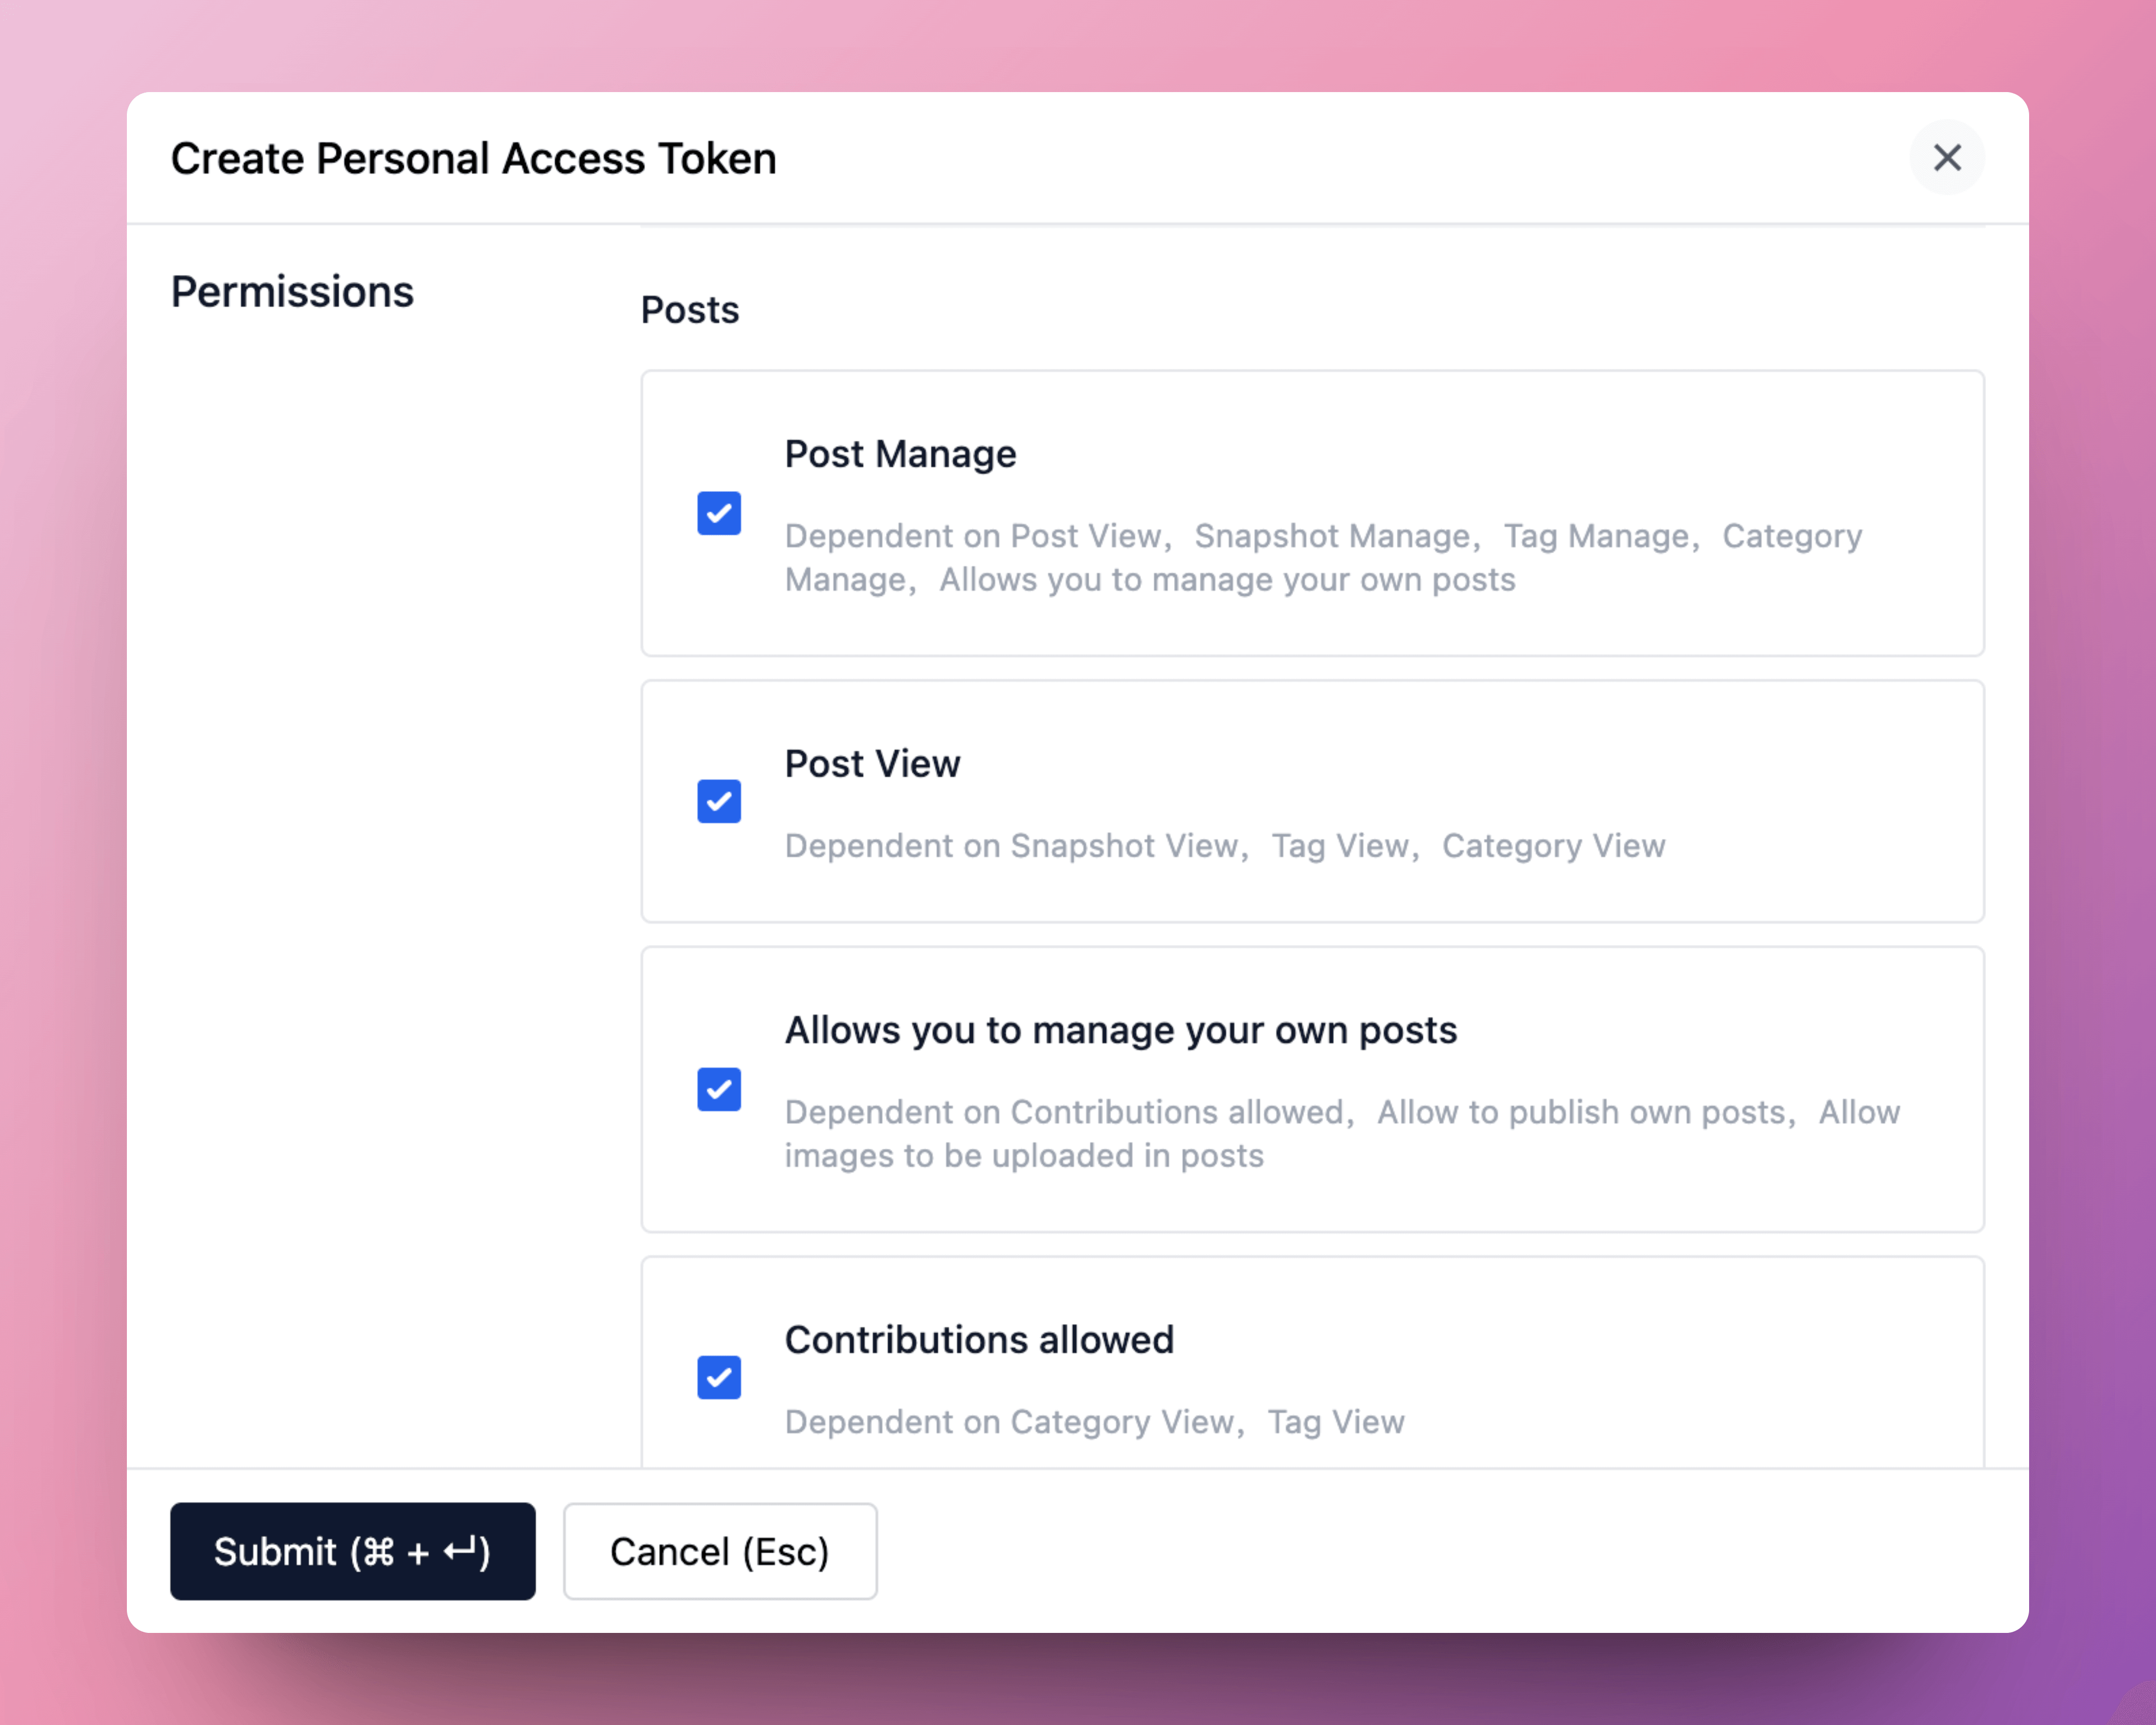 Create Personal Access Token
Permissions
Posts
Post Manage
Dependent on Post View, Snapshot Manage, Tag Manage, Category
Manage, Allows you to manage your own posts
Post View
Dependent on Snapshot View, Tag View, Category View
Allows you to manage your own posts
Dependent on Contributions allowed, Allow to publish own posts, Allow
images to be uploaded in posts
Contributions allowed
Dependent on Category View, Tag View
Submit (⌘ + ↵)
Cancel (Esc)